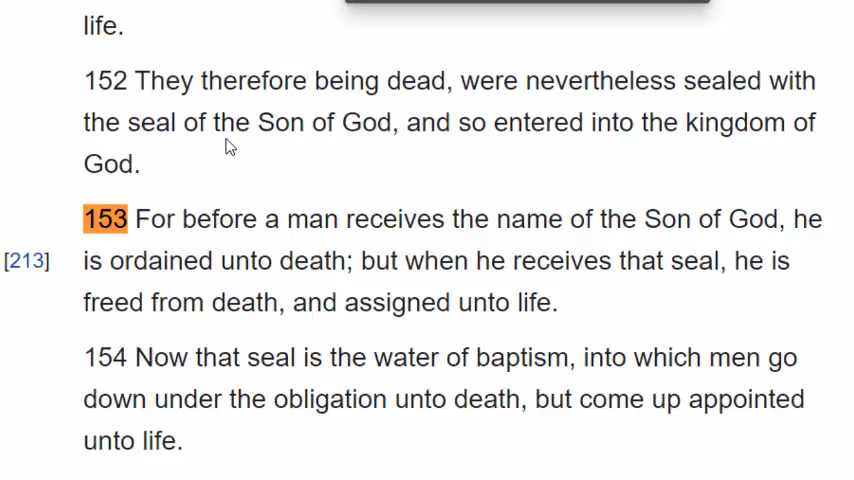 life.
152 They therefore being dead, were nevertheless sealed with
the seal of the Son of God, and so entered into the kingdom of
God.
153 For before a man receives the name of the Son of God, he
[213] is ordained unto death; but when he receives that seal, he is
freed from death, and assigned unto life.
154 Now that seal is the water of baptism, into which men go
down under the obligation unto death, but come up appointed
unto life.